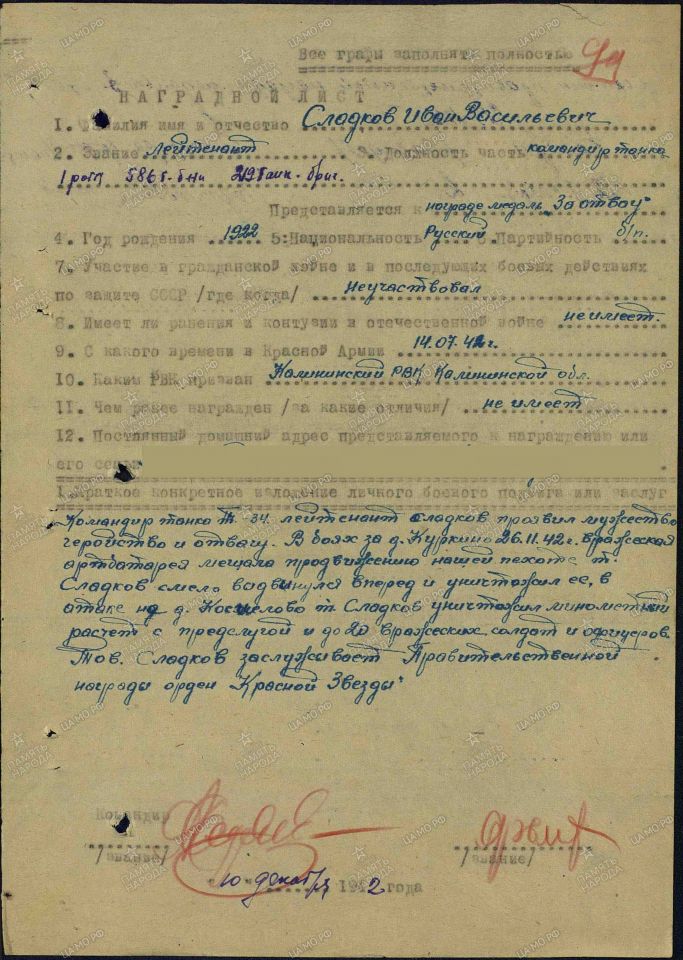 Все графы заполнять полностью
99
НАГРАДНОЙ ЛИСТ
1. Фамилия имя и отчество Сладков Иван Васильевич
2. Звание лейтенант 3. Должность часть командир танка
1 роты 586 т. б-на 219 танк. бриг.
Представляется к награде медаль "За отвагу"
4. Год рождения 1922 5. Национальность Русский 6. Партийность б/п.
7. Участие в гражданской войне и в последующих боевых действиях
по защите СССР /где когда/ Не участвовал
8. Имеет ли ранения и контузии в отечественной войне не имеет.
9. С какого времени в Красной Армии 14.07.42г.
10. Каким РВК призван Калининский РВК, Калининской обл.
11. Чем ранее награжден /за какие отличия/ не имеет
12. Постоянный домашний адрес представляемого к награждению или
его семьи
1. Краткое конкретное изложение личного боевого подвига или заслуг
Командир танка Т-34 лейтенант Сладков проявил мужество
геройство и отвагу. В боях за д. Куркино 26.11.42г. вражеская
артбатарея мешала продвижению нашей пехоте т.
Сладков смело выдвинулся вперед и уничтожил ее, в
атаке на д. т. Сладков уничтожил минометный
расчет с прислугой и до 20 вражеских солдат и офицеров.
Тов. Сладков заслуживает Правительственной
награды орден "Красной Звезды"
Командир
/звание/ /звание/
"10" декабря 1942 года